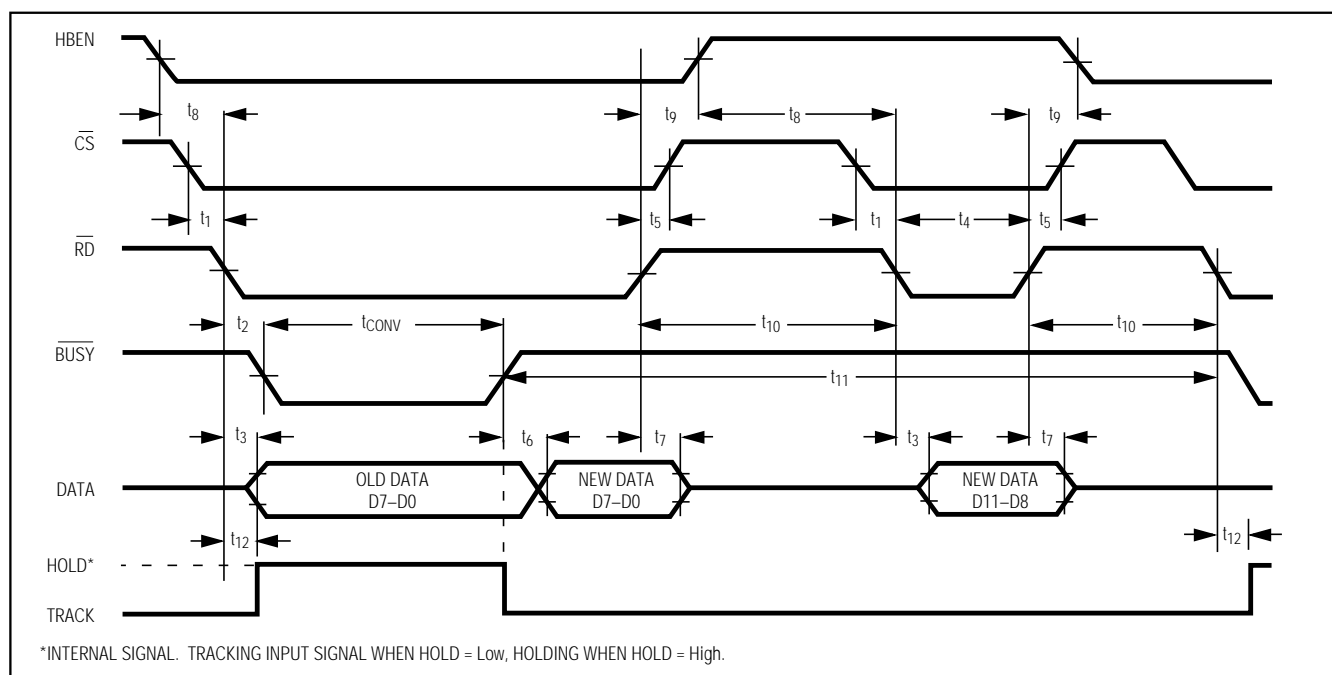 HBEN
t8 t9 t8 t9
CS
t1 t5 t1 t4 t5
RD
t2 tCONV t10 t10
BUSY
t11
t3 t6 t7 t3 t7
DATA
OLD DATA
D7–D0
NEW DATA
D7–D0
NEW DATA
D11–D8
t12 t12
HOLD*
TRACK
*INTERNAL SIGNAL. TRACKING INPUT SIGNAL WHEN HOLD = Low, HOLDING WHEN HOLD = High.